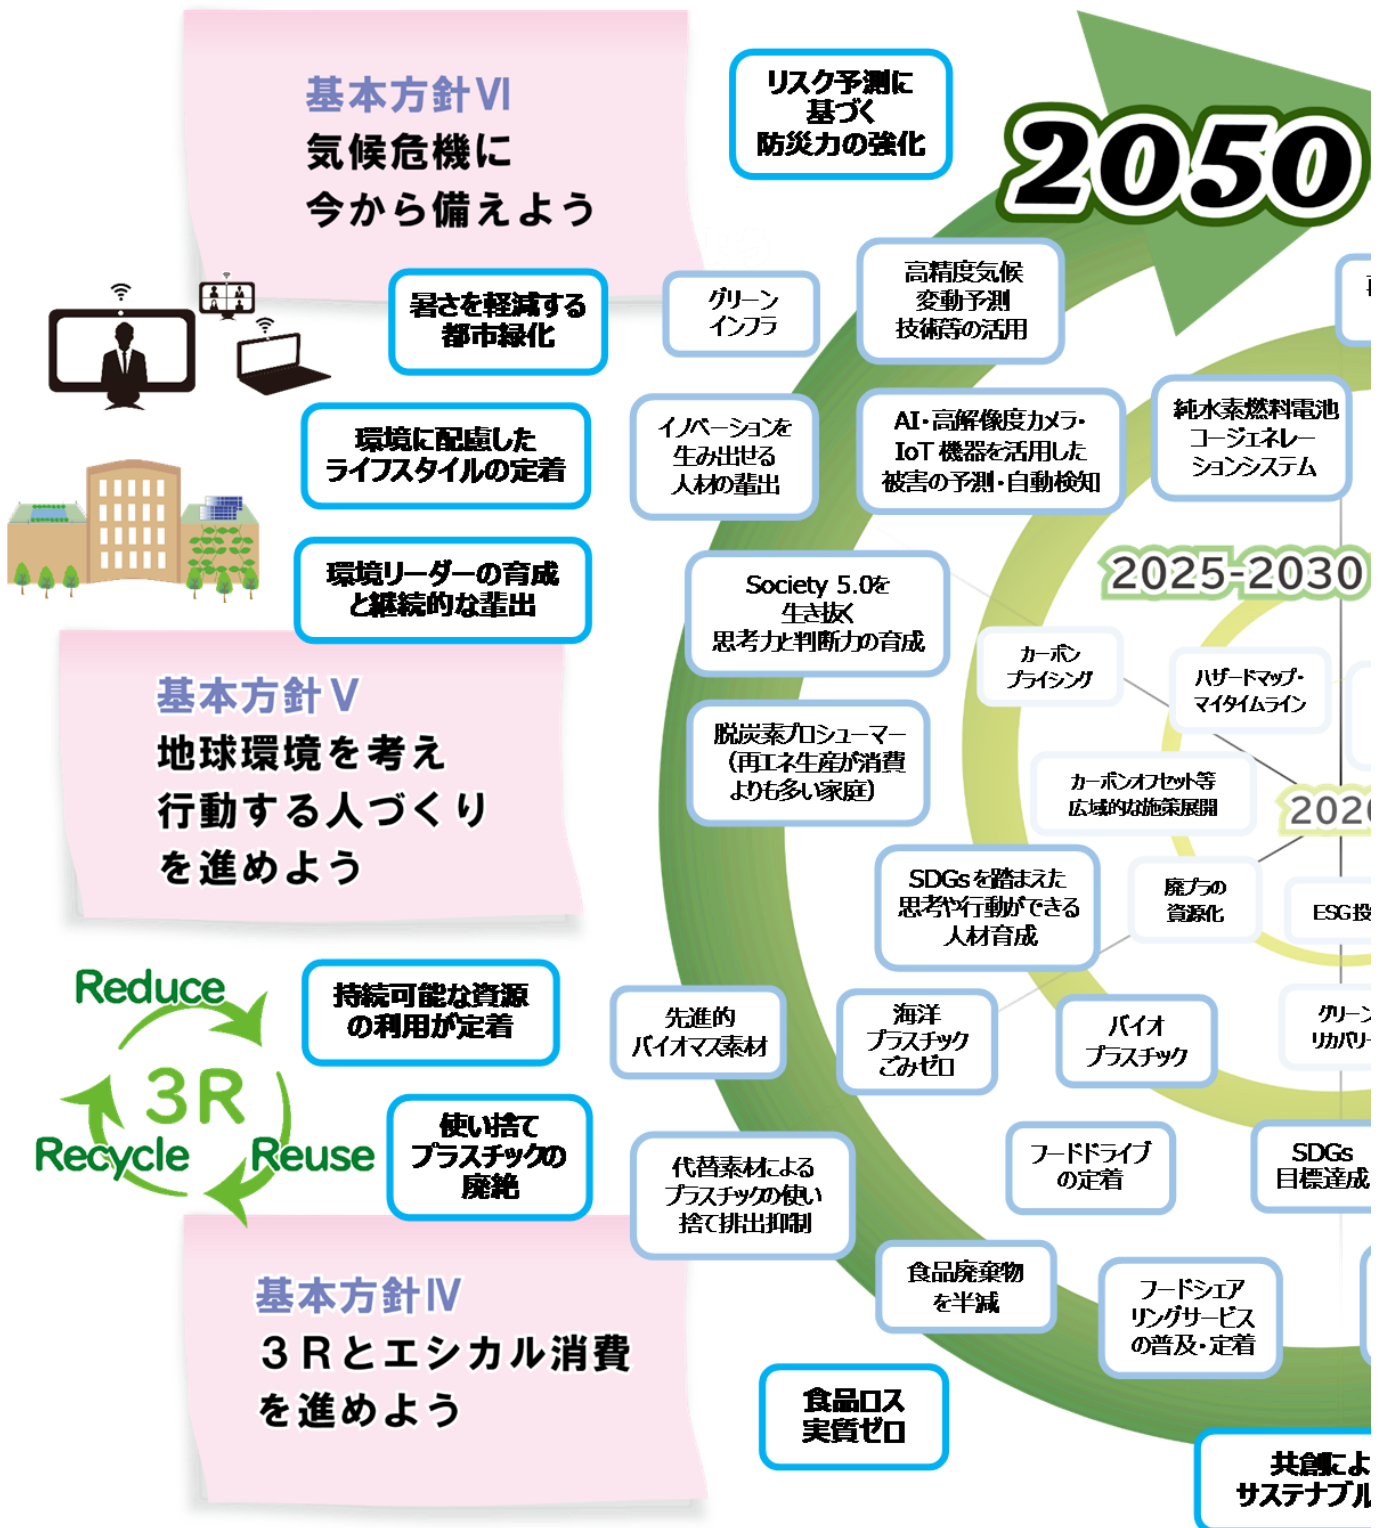 基本方針Ⅵ
気候危機に
今から備えよう
リスク予測に
基づく
防災力の強化
2050
暑さを軽減する
都市緑化
グリーン
インフラ
高精度気候
変動予測
技術等の活用
環境に配慮した
ライフスタイルの定着
イノベーションを
生み出せる
人材の輩出
AI・高解像度カメラ・
IoT 機器を活用した
被害の予測・自動検知
純水素燃料電池
コージェネレー
ションシステム
環境リーダーの育成
と継続的な輩出
Society 5.0を
生き抜く
思考力と判断力の育成
2025-2030
カーボン
プライシング
ハザードマップ・
マイタイムライン
基本方針Ⅴ
地球環境を考え
行動する人づくり
を進めよう
脱炭素プロシューマー
（再エネ生産が消費
よりも多い家庭）
カーボンオフセット等
広域的な施策展開
202
SDGsを踏まえた
思考や行動ができる
人材育成
廃プラの
資源化
ESG投
Reduce
3R
Recycle
Reuse
持続可能な資源
の利用が定着
先進的
バイオマス素材
海洋
プラスチック
ごみゼロ
バイオ
プラスチック
グリーン
リカバリー
使い捨て
プラスチックの
廃絶
代替素材による
プラスチックの使い
捨て排出抑制
フードドライブ
の定着
SDGs
目標達成
基本方針Ⅳ
３Ｒとエシカル消費
を進めよう
食品廃棄物
を半減
フードシェア
リングサービス
の普及・定着
食品ロス
実質ゼロ
共創によ
サステナブル